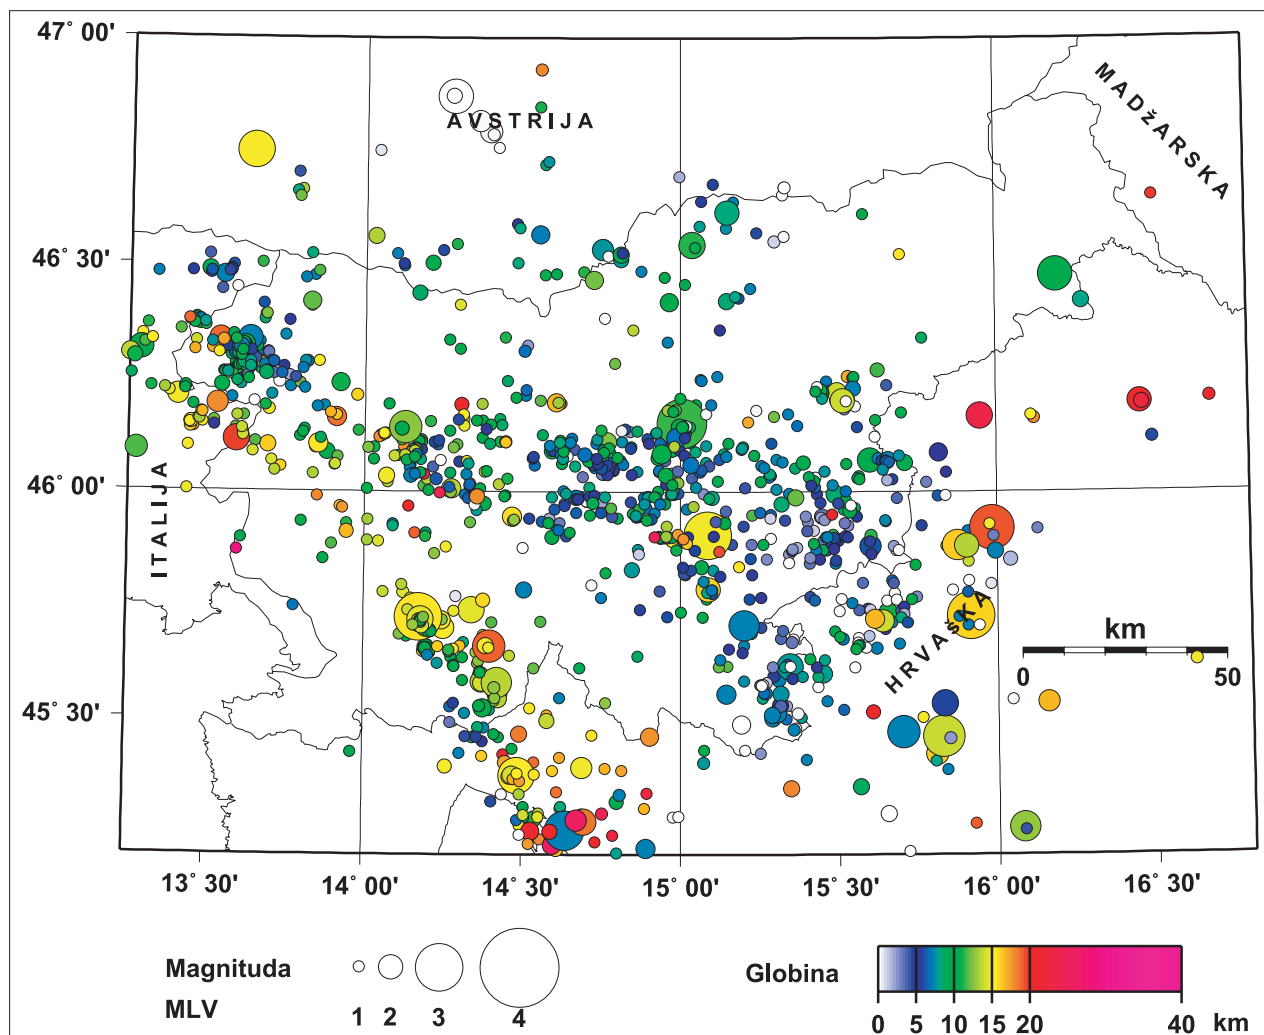 47° 00'
46° 30'
46° 00'
45° 30'
AVSTRIJA
MADŽARSKA
ITALIJA
HRVAŠKA
km
0 50
13° 30' 14° 00' 14° 30' 15° 00' 15° 30' 16° 00' 16° 30'
Magnituda
MLV
1 2 3 4
Globina
0 5 10 15 20 40 km